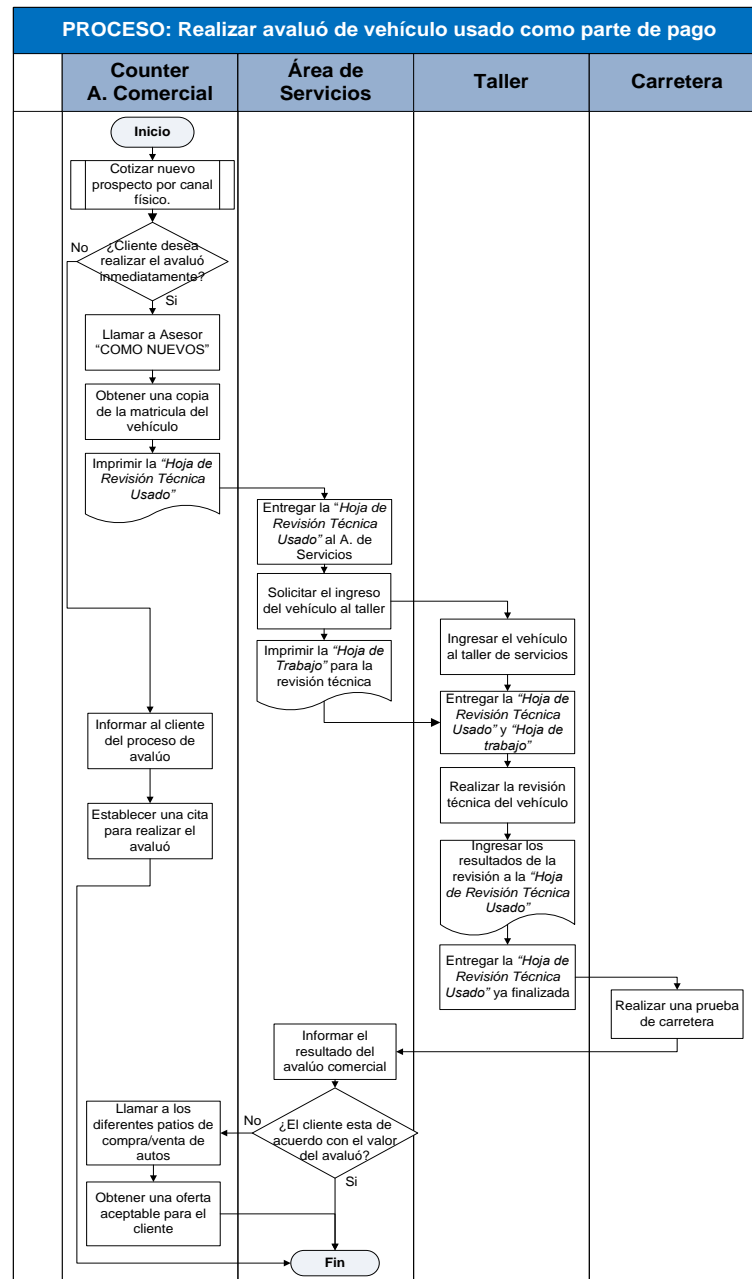 PROCESO: Realizar avaluó de vehículo usado como parte de pago
Counter
A. Comercial
Área de
Servicios
Taller
Carretera
Inicio
Cotizar nuevo
prospecto por canal
físico.
No
¿Cliente desea
realizar el avaluó
inmediatamente?
Si
Llamar a Asesor
“COMO NUEVOS”
Obtener una copia
de la matricula del
vehículo
Imprimir la “Hoja de
Revisión Técnica
Usado”
Entregar la “Hoja de
Revisión Técnica
Usado” al A. de
Servicios
Solicitar el ingreso
del vehículo al taller
Imprimir la “Hoja de
Trabajo” para la
revisión técnica
Ingresar el vehículo
al taller de servicios
Entregar la “Hoja de
Revisión Técnica
Usado” y “Hoja de
trabajo”
Informar al cliente
del proceso de
avalúo
Realizar la revisión
técnica del vehículo
Establecer una cita
para realizar el
avaluó
Ingresar los
resultados de la
revisión a la “Hoja
de Revisión Técnica
Usado”
Entregar la “Hoja de
Revisión Técnica
Usado” ya finalizada
Realizar una prueba
de carretera
Informar el
resultado del
avalúo comercial
¿El cliente esta de
acuerdo con el valor
del avaluó?
No
Si
Llamar a los
diferentes patios de
compra/venta de
autos
Obtener una oferta
aceptable para el
cliente
Fin